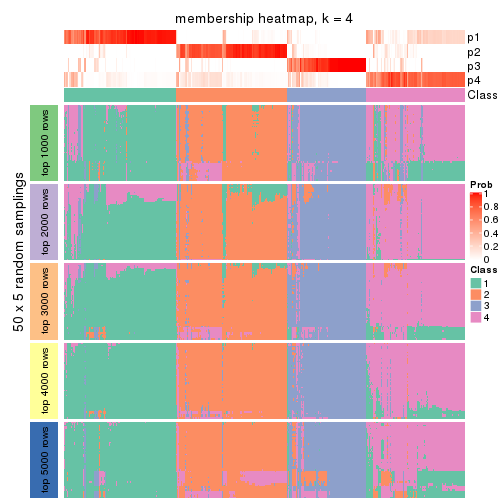 membership heatmap, k = 4
p1
p2
p3
p4
Class
50 x 5 random samplings
top 1000 rows
top 2000 rows
top 3000 rows
top 4000 rows
top 5000 rows
Prob
1
0.8
0.6
0.4
0.2
0
Class
1
2
3
4